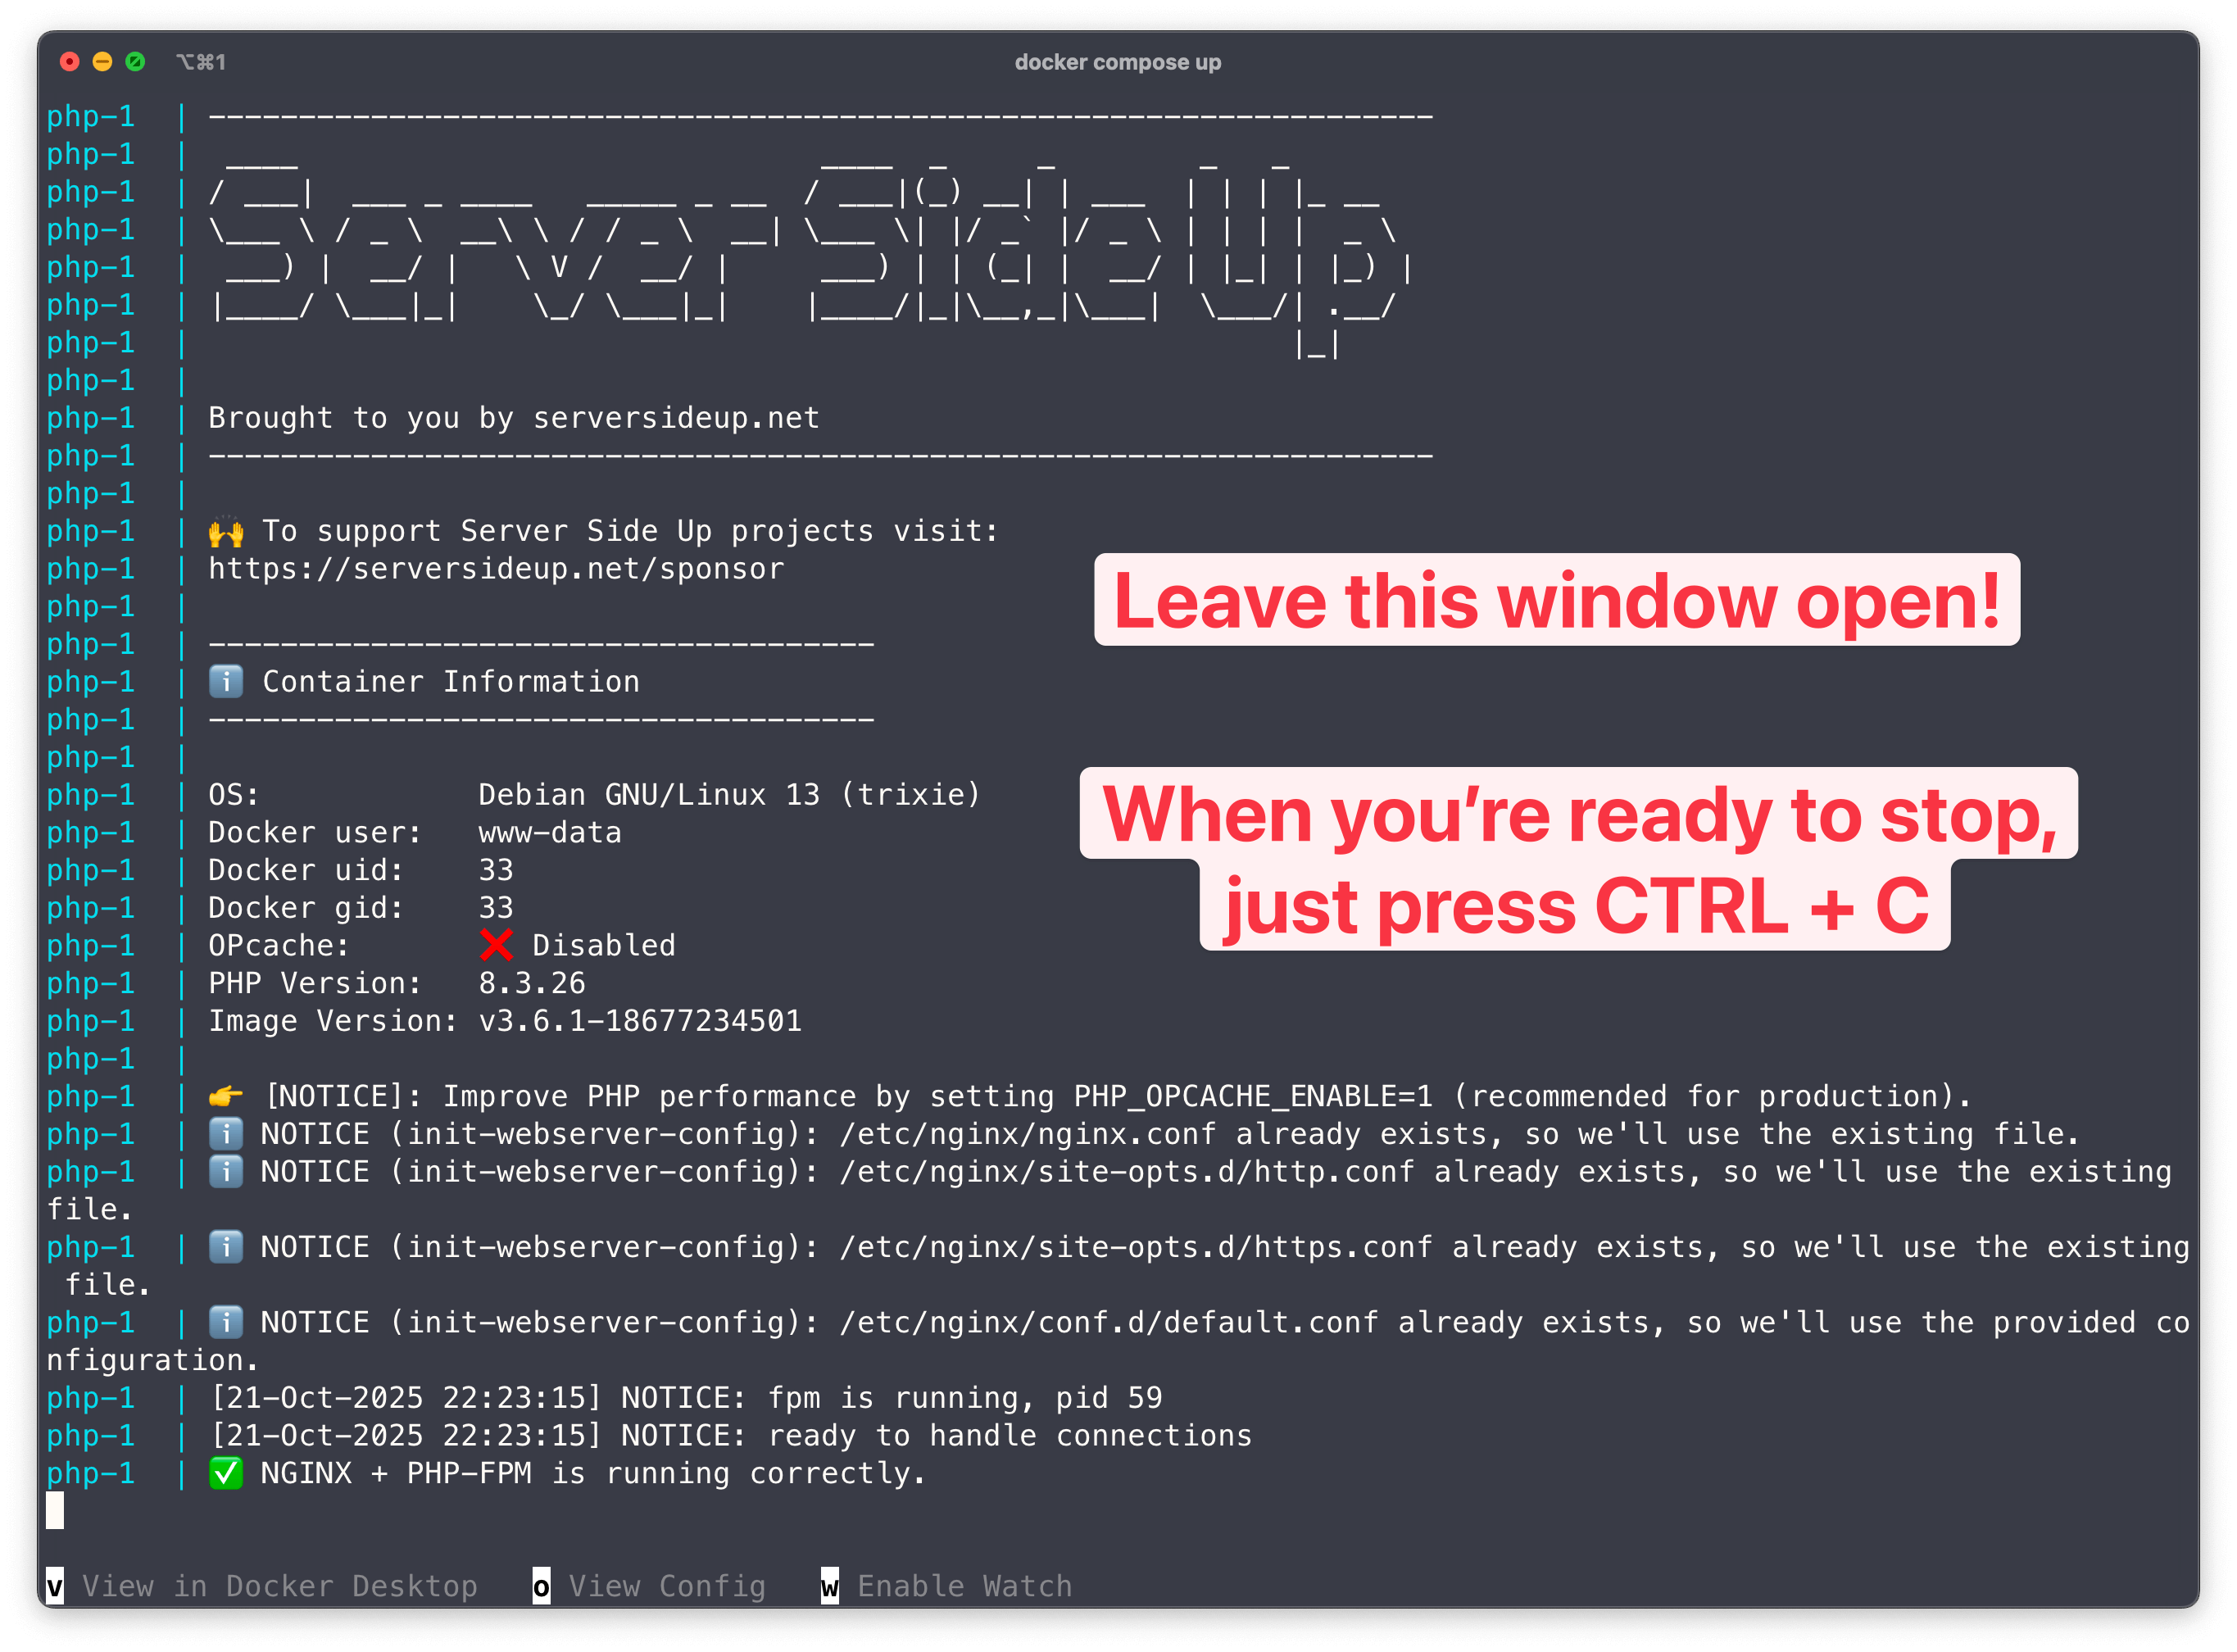 ⌥⌘1
docker compose up
php-1  | --------------------------------------------------------------------
php-1  |  ____                             ____  _     _        _   _
php-1  | / ___|  ___ _ ____   _____ _ __  / ___|(_) __| | ___  | | | |_ __
php-1  | \___ \ / _ \  __\ \ / / _ \  __| \___ \| |/ _` |/ _ \ | | | |  _ \
php-1  |  ___) |  __/ |   \ V /  __/ |     ___) | | (_| |  __/ | |_| | |_) |
php-1  | |____/ \___|_|    \_/ \___|_|    |____/|_|\__,_|\___|  \___/| .__/
php-1  |                                                             |_|
php-1  |
php-1  | Brought to you by serversideup.net
php-1  | --------------------------------------------------------------------
php-1  |
php-1  | 🙌 To support Server Side Up projects visit:
php-1  | https://serversideup.net/sponsor
Leave this window open!
php-1  |
php-1  | -------------------------------------
php-1  | ℹ️ Container Information
php-1  | -------------------------------------
php-1  |
php-1  | OS:            Debian GNU/Linux 13 (trixie)
When you’re ready to stop,
php-1  | Docker user:   www-data
php-1  | Docker uid:    33
php-1  | Docker gid:    33
just press CTRL + C
php-1  | OPcache:       ❌ Disabled
php-1  | PHP Version:   8.3.26
php-1  | Image Version: v3.6.1-18677234501
php-1  |
php-1  | 👉 [NOTICE]: Improve PHP performance by setting PHP_OPCACHE_ENABLE=1 (recommended for production).
php-1  | ℹ️ NOTICE (init-webserver-config): /etc/nginx/nginx.conf already exists, so we'll use the existing file.
php-1  | ℹ️ NOTICE (init-webserver-config): /etc/nginx/site-opts.d/http.conf already exists, so we'll use the existing
file.
php-1  | ℹ️ NOTICE (init-webserver-config): /etc/nginx/site-opts.d/https.conf already exists, so we'll use the existing
 file.
php-1  | ℹ️ NOTICE (init-webserver-config): /etc/nginx/conf.d/default.conf already exists, so we'll use the provided co
nfiguration.
php-1  | [21-Oct-2025 22:23:15] NOTICE: fpm is running, pid 59
php-1  | [21-Oct-2025 22:23:15] NOTICE: ready to handle connections
php-1  | ✅ NGINX + PHP-FPM is running correctly.
v View in Docker Desktop   o View Config   w Enable Watch